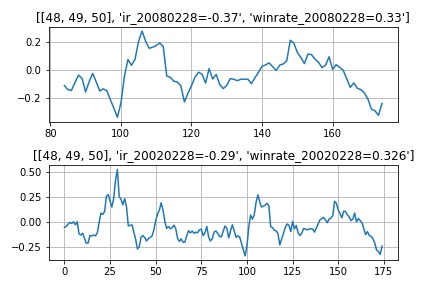 [[48, 49, 50], 'ir_20080228=-0.37', 'winrate_20080228=0.33']
0.2
0.0
−0.2
80 100 120 140 160
[[48, 49, 50], 'ir_20020228=-0.29', 'winrate_20020228=0.326']
0.50
0.25
0.00
−0.25
0 25 50 75 100 125 150 175